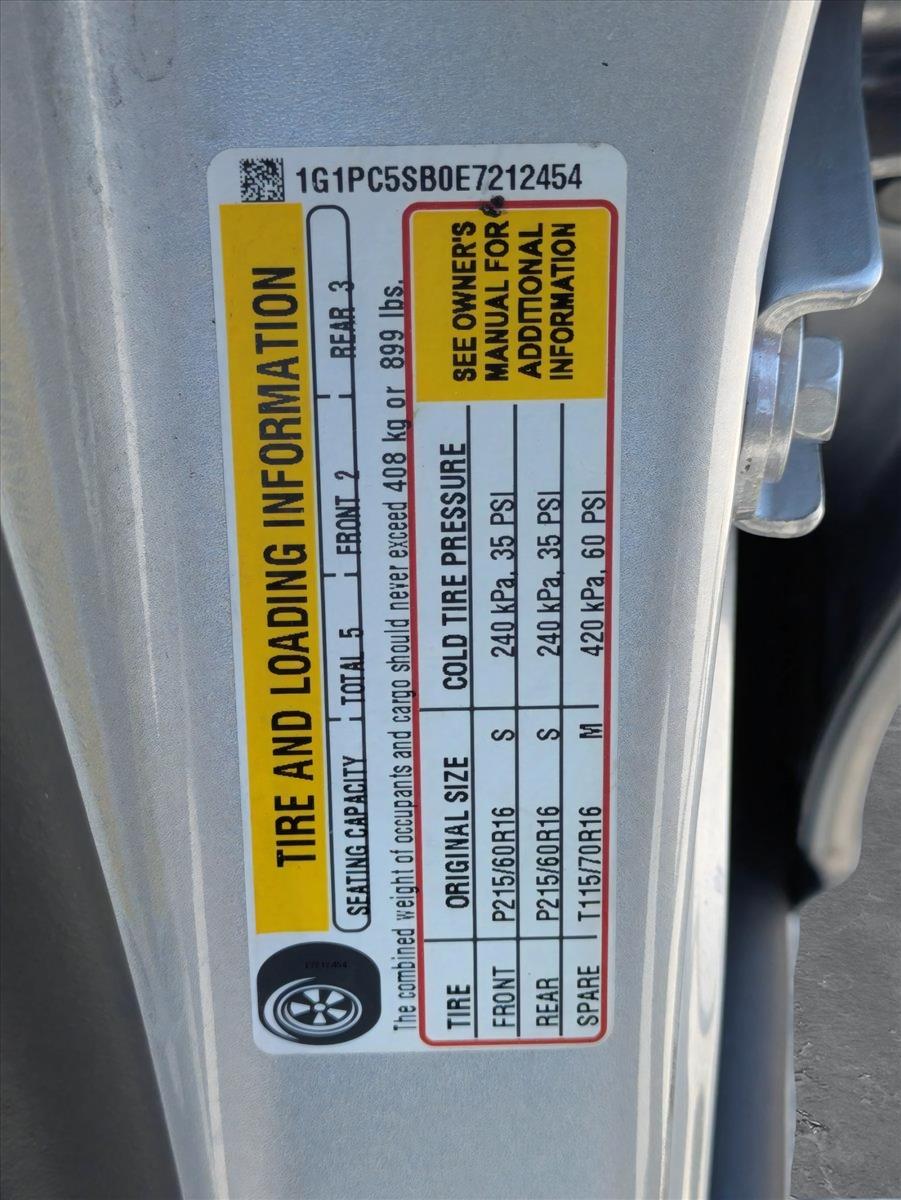 1G1PC5SB0E7212454
TIRE AND LOADING INFORMATION
SEATING CAPACITY TOTAL 5 FRONT 2 REAR 3
The combined weight of occupants and cargo should never exceed 408 kg or 899 lbs.
TIRE ORIGINAL SIZE COLD TIRE PRESSURE
FRONT P215/60R16 S 240 kPa, 35 PSI
REAR P215/60R16 S 240 kPa, 35 PSI
SPARE T115/70R16 M 420 kPa, 60 PSI
SEE OWNER'S
MANUAL FOR
ADDITIONAL
INFORMATION